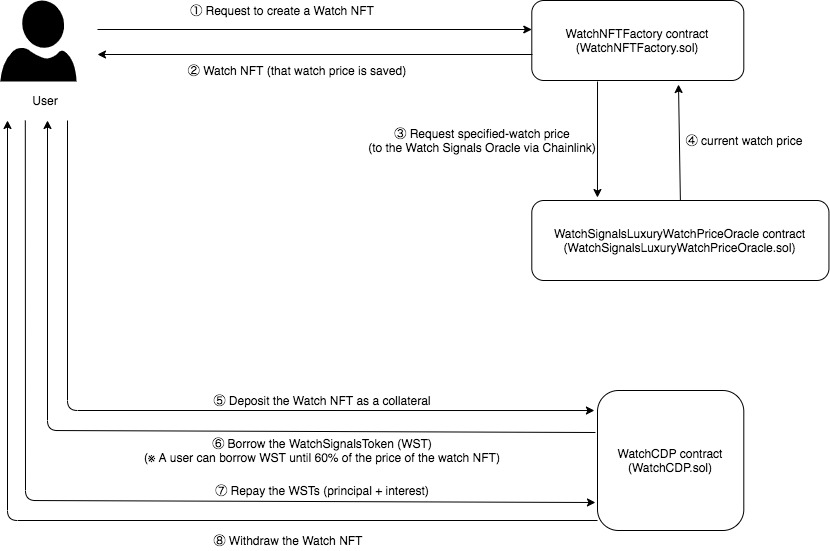 ① Request to create a Watch NFT
② Watch NFT (that watch price is saved)
User
WatchNFTFactory contract
(WatchNFTFactory.sol)
③ Request specified-watch price
(to the Watch Signals Oracle via Chainlink)
④ current watch price
WatchSignalsLuxuryWatchPriceOracle contract
(WatchSignalsLuxuryWatchPriceOracle.sol)
⑤ Deposit the Watch NFT as a collateral
⑥ Borrow the WatchSignalsToken (WST)
(※ A user can borrow WST until 60% of the price of the watch NFT)
⑦ Repay the WSTs (principal + interest)
⑧ Withdraw the Watch NFT
WatchCDP contract
(WatchCDP.sol)